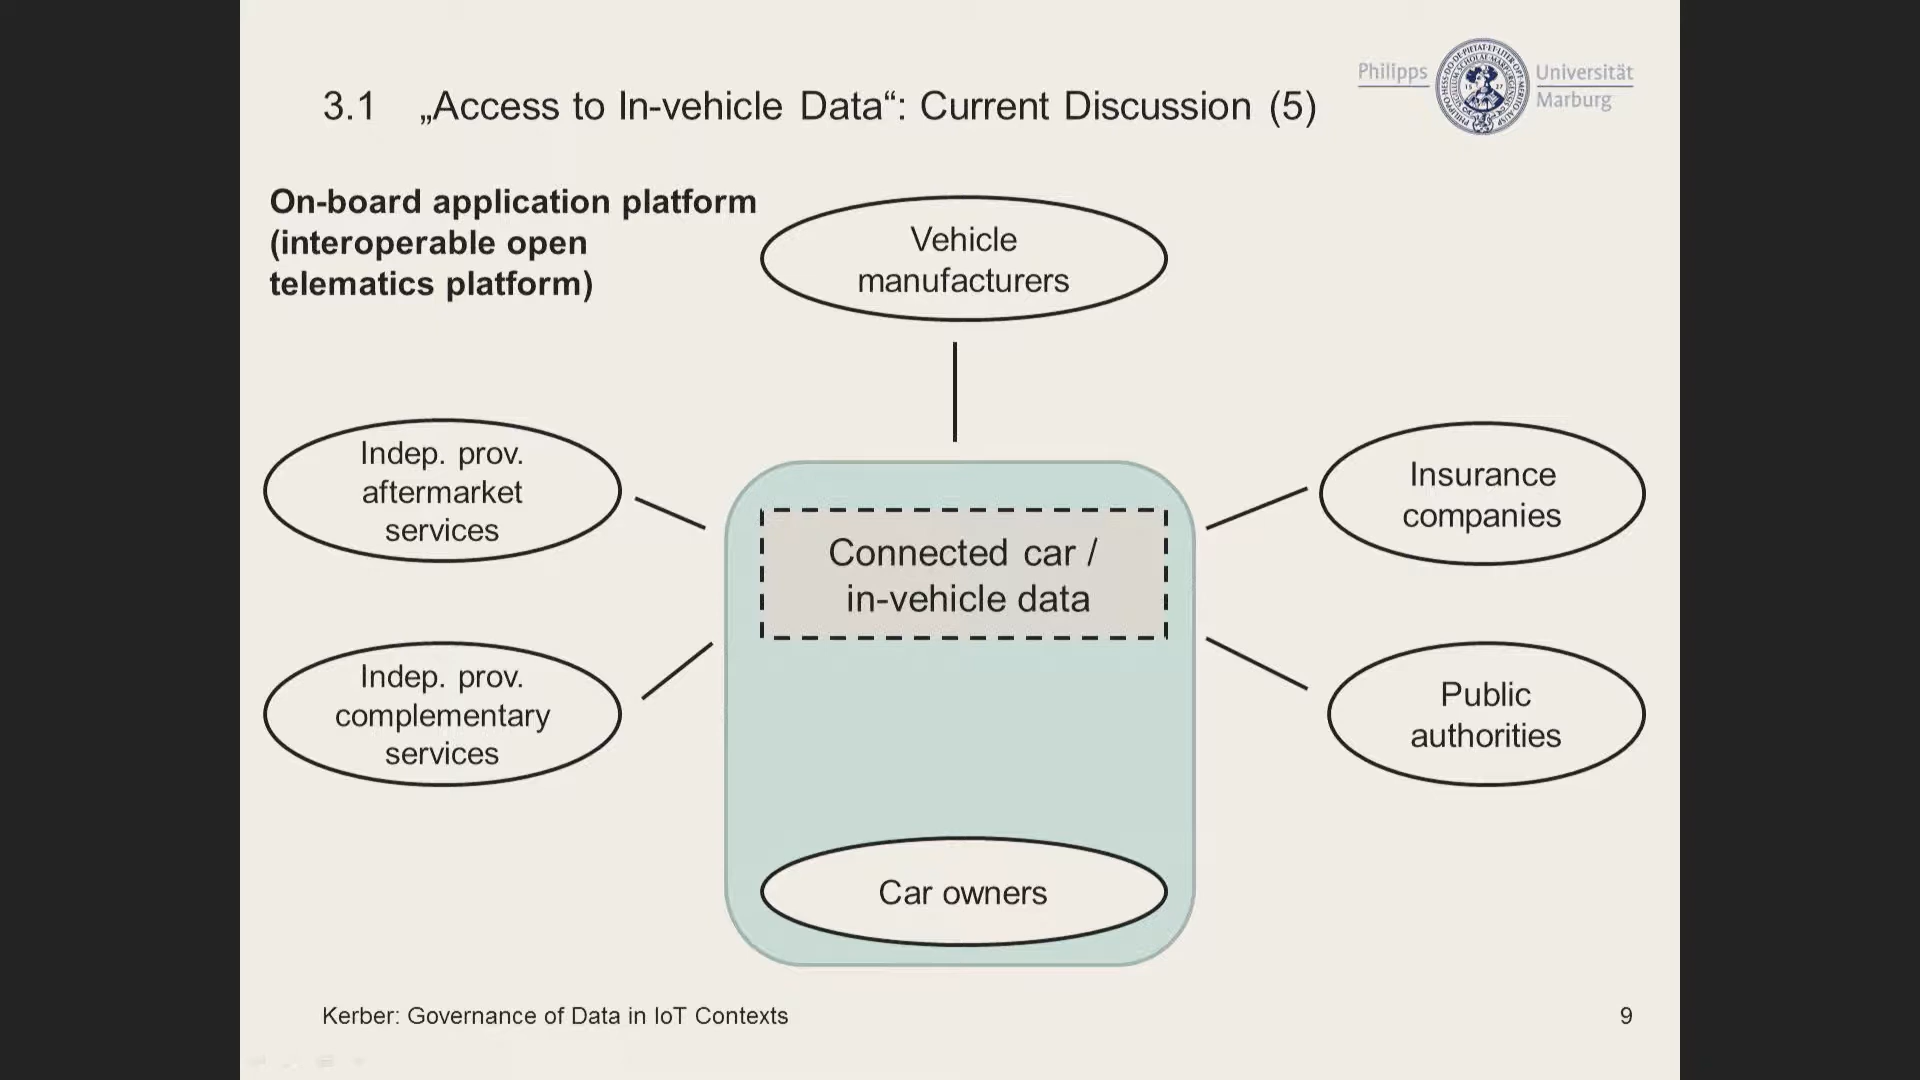 3.1 „Access to In-vehicle Data“: Current Discussion (5)
Philipps
Universität
Marburg
On-board application platform
(interoperable open
telematics platform)
Vehicle
manufacturers
Indep. prov.
aftermarket
services
Insurance
companies
Connected car /
in-vehicle data
Indep. prov.
complementary
services
Public
authorities
Car owners
Kerber: Governance of Data in IoT Contexts
9